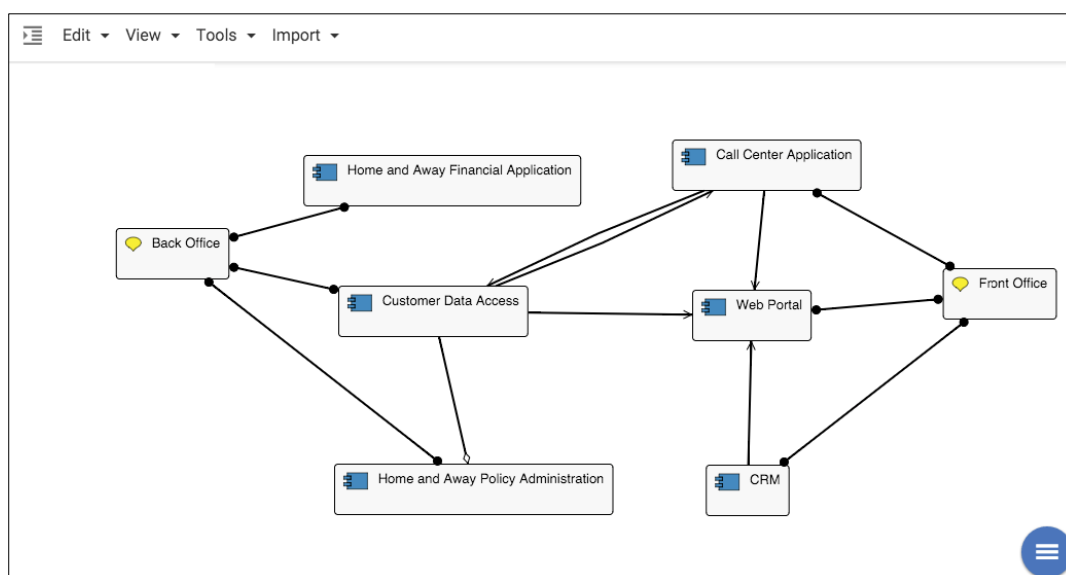 Edit View Tools Import
Call Center Application
Home and Away Financial Application
Back Office
Front Office
Customer Data Access
Web Portal
Home and Away Policy Administration
CRM